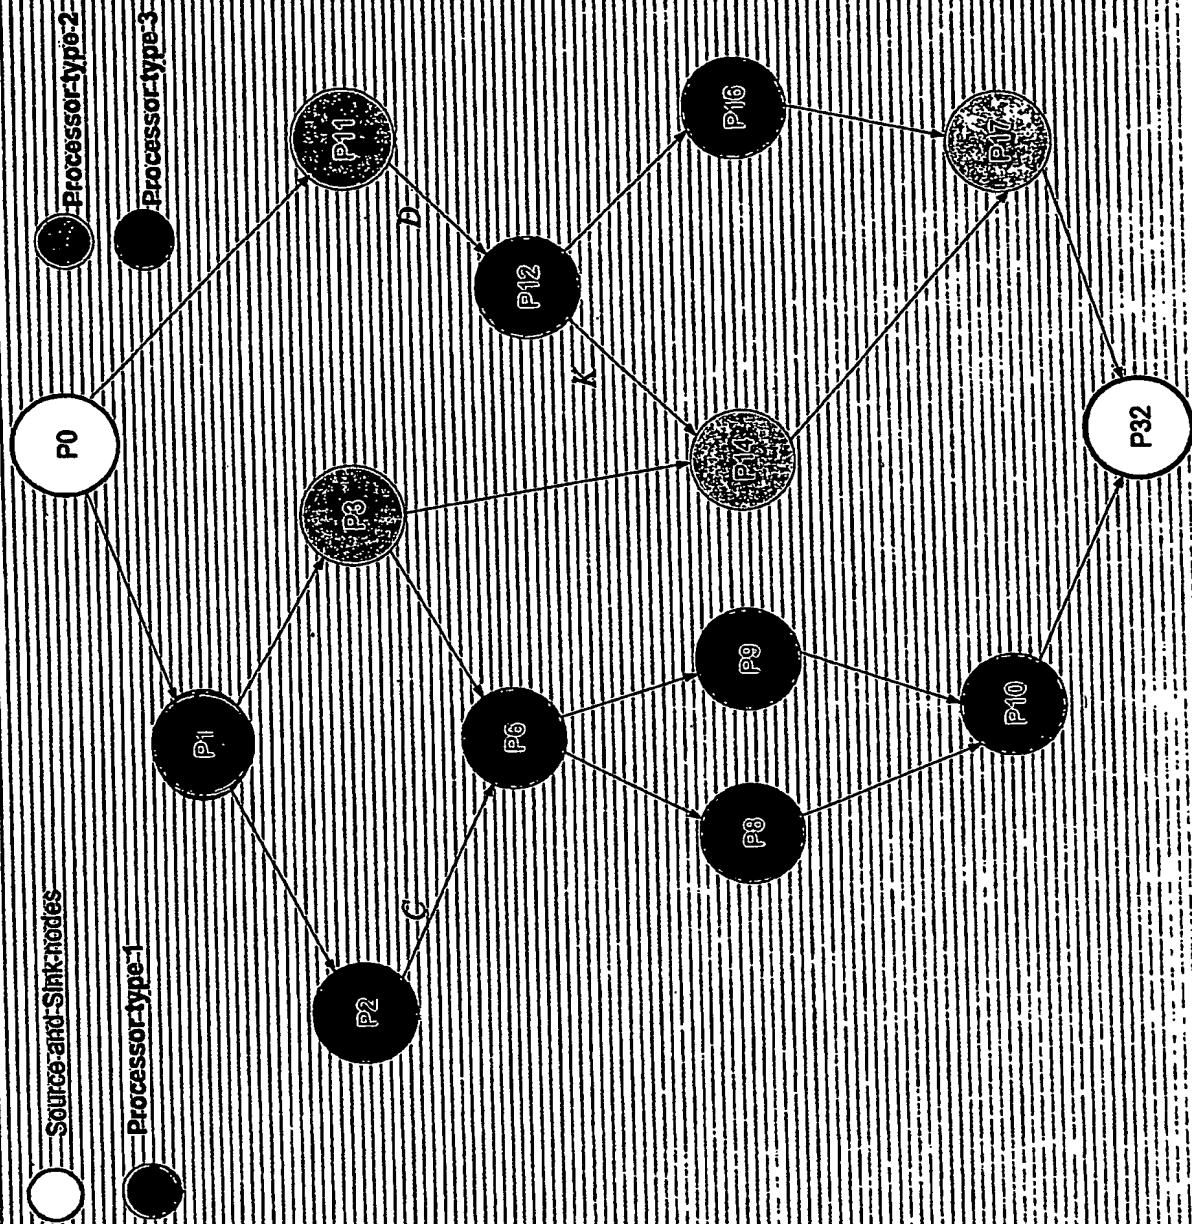 Source and Sink nodes
Processor-type-1
Processor-type-2
Processor-type-3
P0
P1
P2
P3
P11
D
C
P6
P12
K
P8
P9
P14
P16
P10
P17
P32